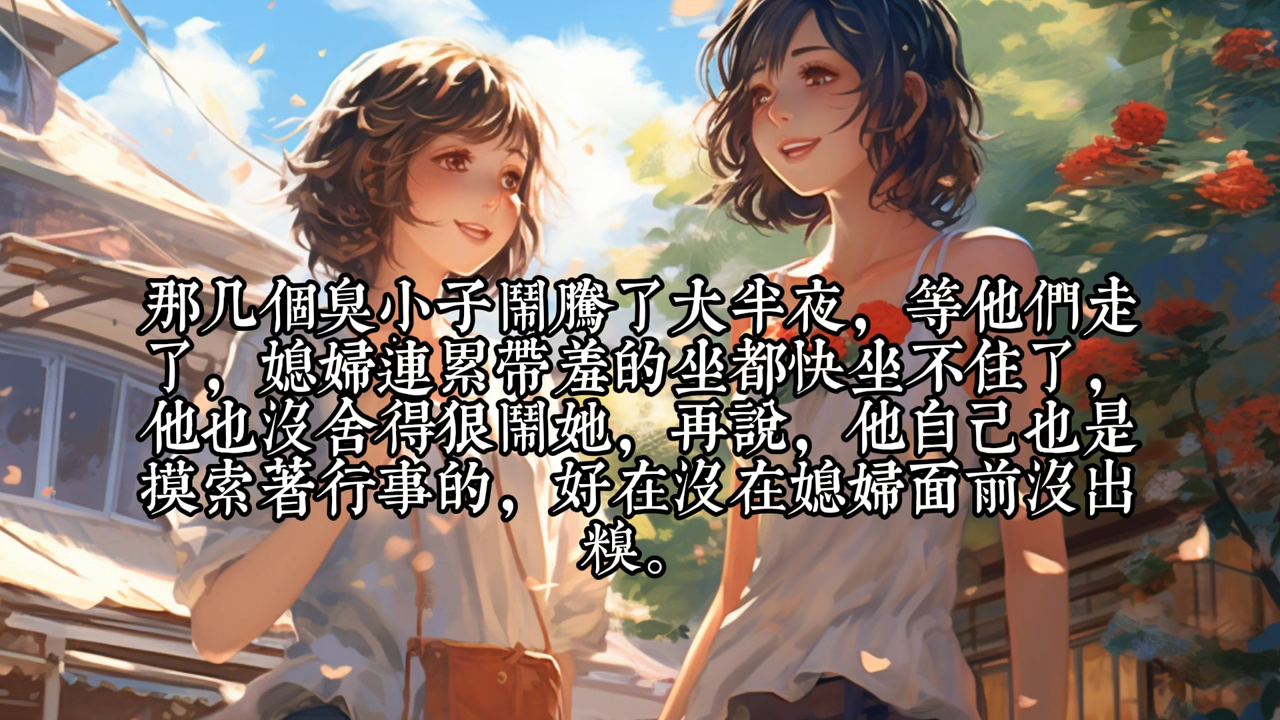 那几個臭小子鬧騰了大半夜，等他們走
了，媳婦連累帶羞的坐都快坐不住了，
他也沒舍得狠鬧她，再說，他自己也是
摸索著行事的，好在沒在媳婦面前沒出
糗。